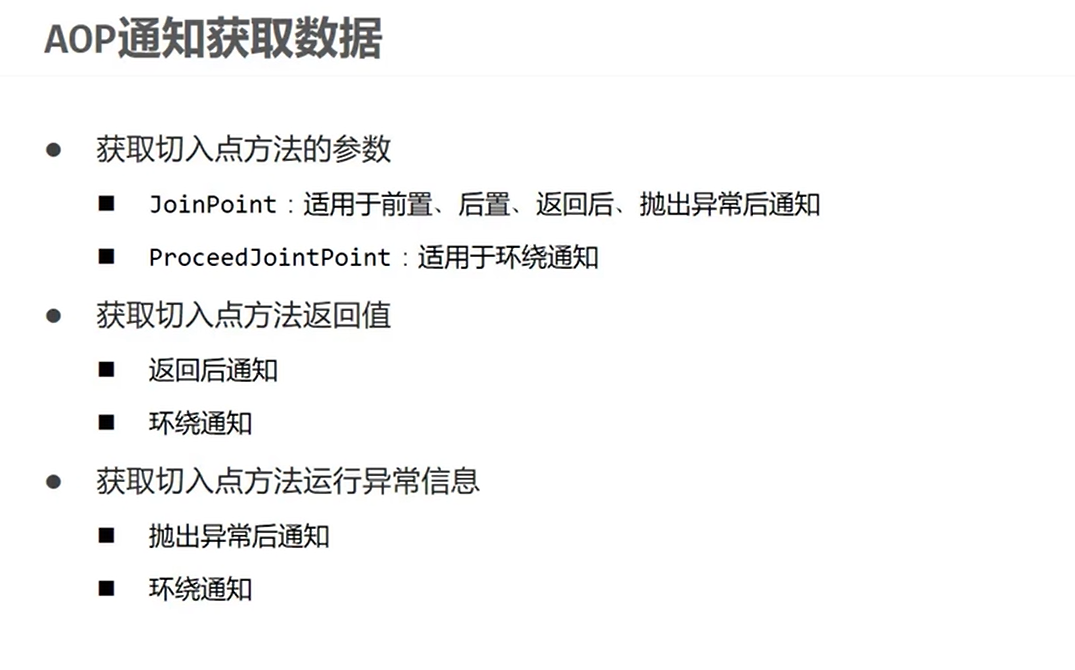 AOP通知获取数据
获取切入点方法的参数
JoinPoint：适用于前置、后置、返回后、抛出异常后通知
ProceedJointPoint：适用于环绕通知
获取切入点方法返回值
返回后通知
环绕通知
获取切入点方法运行异常信息
抛出异常后通知
环绕通知